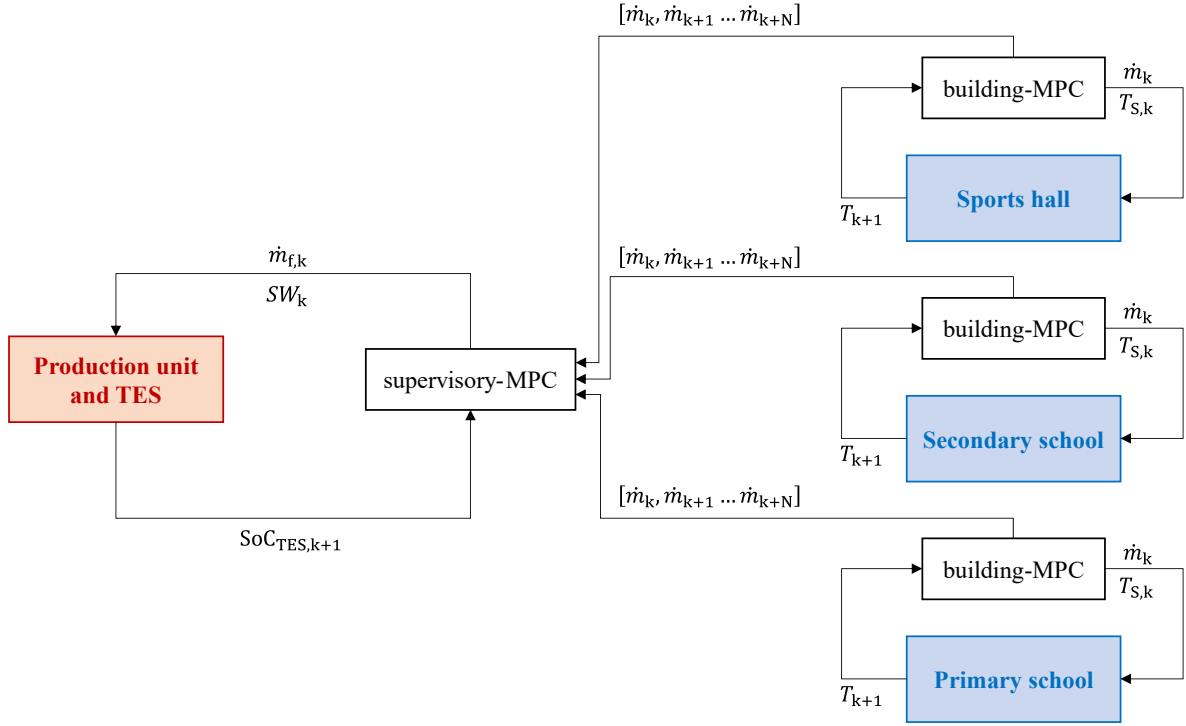 [ṁk, ṁk+1 … ṁk+N]
building-MPC
ṁk
TS,k
Sports hall
Tk+1
[ṁk, ṁk+1 … ṁk+N]
building-MPC
ṁk
TS,k
Secondary school
Tk+1
ṁf,k
SWk
Production unit
and TES
supervisory-MPC
SoCTES,k+1
[ṁk, ṁk+1 … ṁk+N]
building-MPC
ṁk
TS,k
Primary school
Tk+1